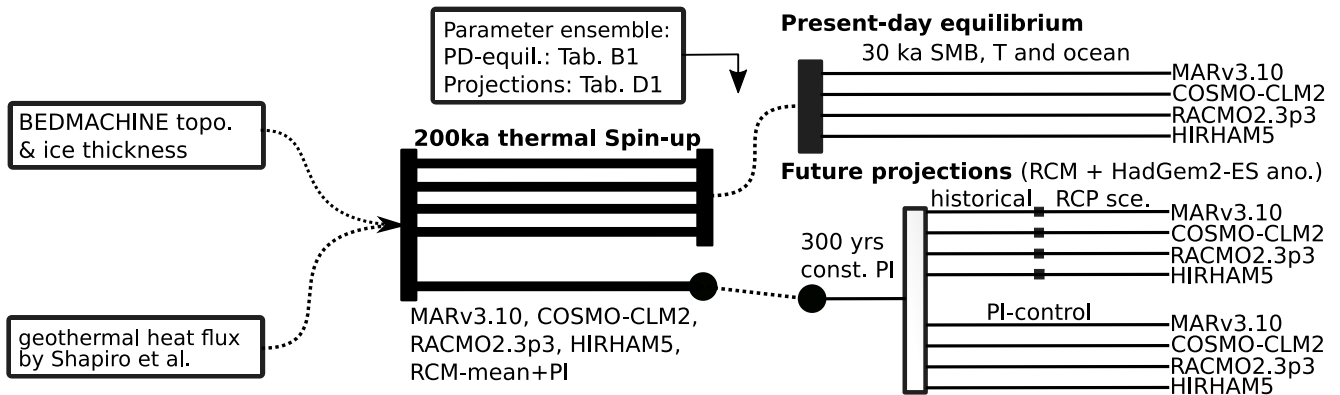 BEDMACHINE topo.
& ice thickness
geothermal heat flux
by Shapiro et al.
Parameter ensemble:
PD-equil.: Tab. B1
Projections: Tab. D1
200ka thermal Spin-up
MARv3.10, COSMO-CLM2,
RACMO2.3p3, HIRHAM5,
RCM-mean+PI
Present-day equilibrium
30 ka SMB, T and ocean
MARv3.10
COSMO-CLM2
RACMO2.3p3
HIRHAM5
Future projections (RCM + HadGem2-ES ano.)
300 yrs
const. PI
historical RCP sce.
MARv3.10
COSMO-CLM2
RACMO2.3p3
HIRHAM5
PI-control
MARv3.10
COSMO-CLM2
RACMO2.3p3
HIRHAM5